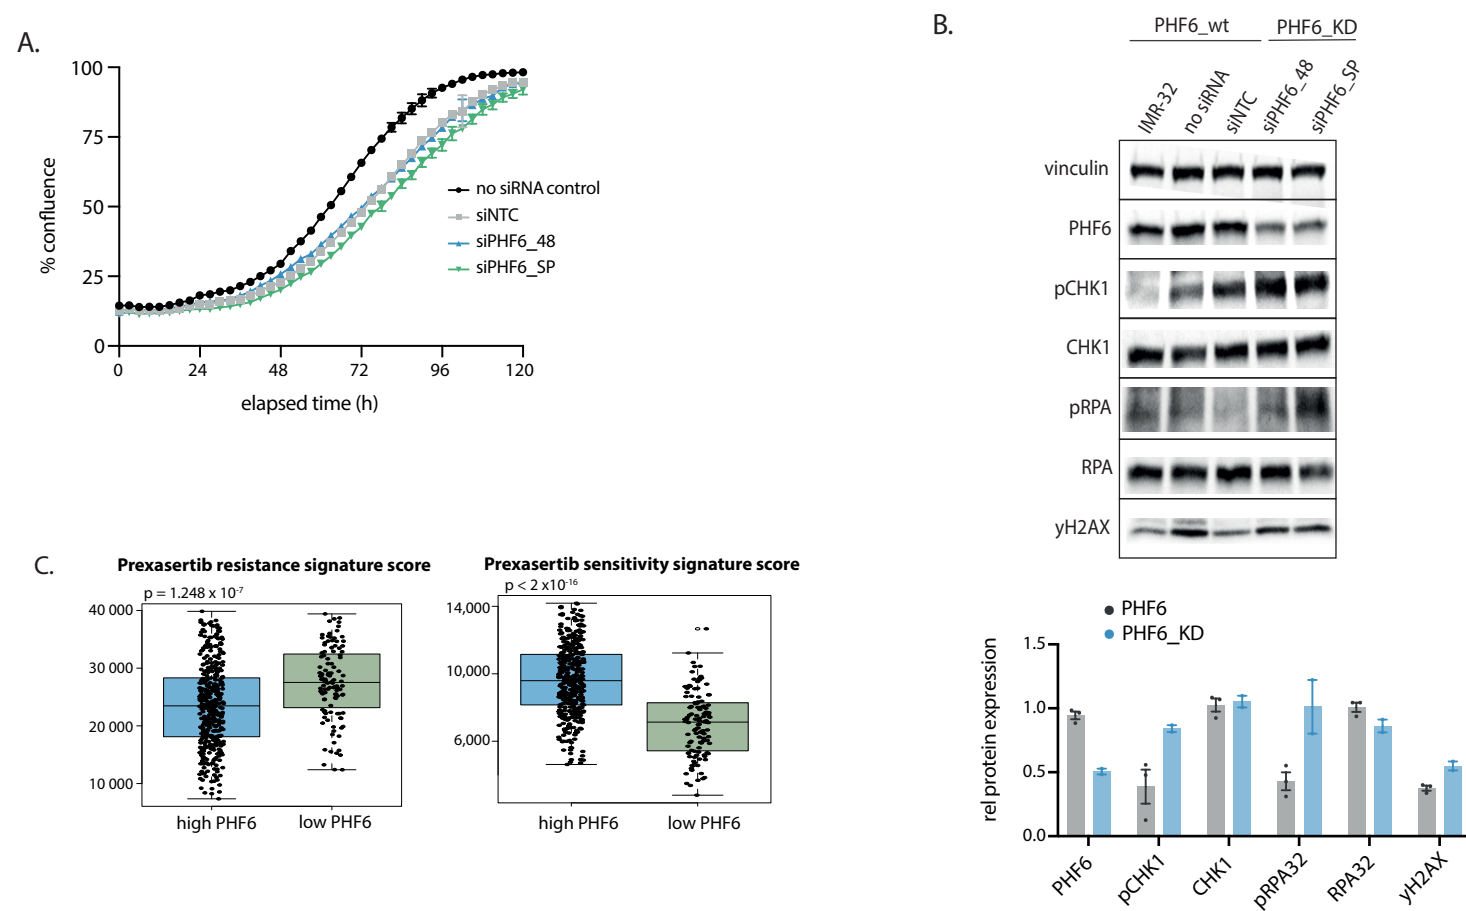 A.
100
75
50
25
0
0 24 48 72 96 120
% confluence
elapsed time (h)
no siRNA control
siNTC
siPHF6_48
siPHF6_SP
B.
PHF6_wt PHF6_KD
IMR-32 no siRNA siNTC siPHF6_48 siPHF6_SP
vinculin
PHF6
pCHK1
CHK1
pRPA
RPA
yH2AX
PHF6
PHF6_KD
1.5
1.0
0.5
0.0
rel protein expression
PHF6 pCHK1 CHK1 pRPA32 RPA32 yH2AX
C.
Prexasertib resistance signature score
p = 1.248 x 10-7
40 000
30 000
20 000
10 000
high PHF6 low PHF6
Prexasertib sensitivity signature score
p < 2 x10-16
14,000
10,000
6,000
high PHF6 low PHF6